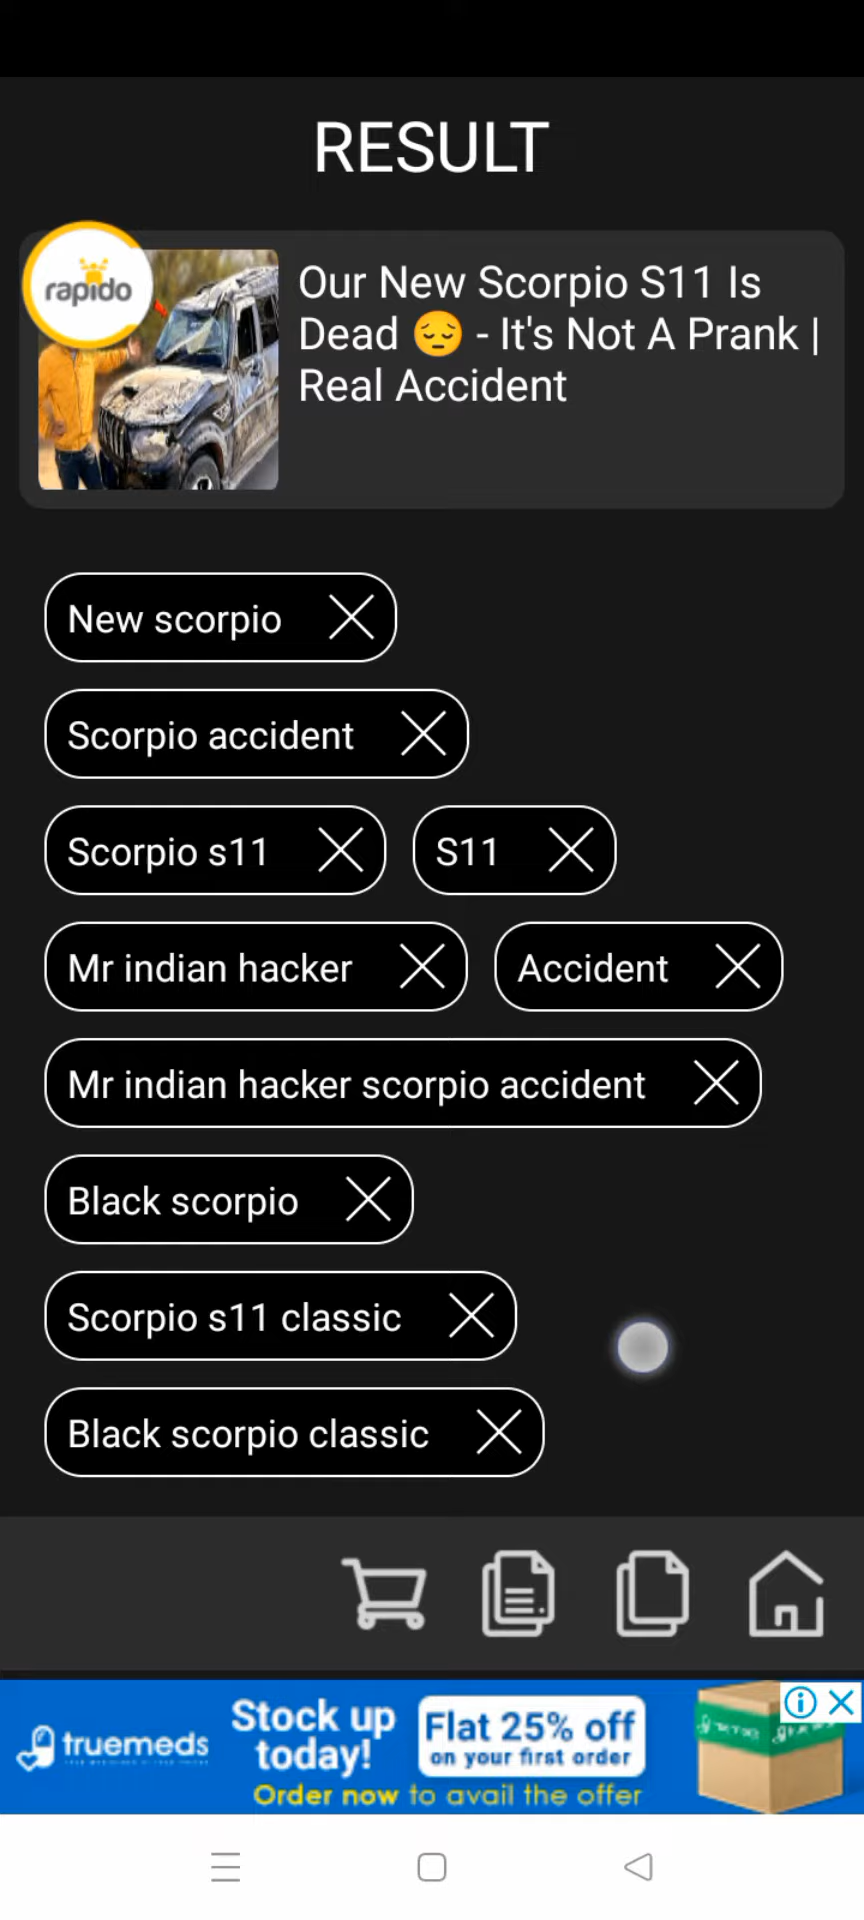 RESULT
rapido
Our New Scorpio S11 Is
Dead 😔 - It's Not A Prank |
Real Accident
New scorpio
Scorpio accident
Scorpio s11
S11
Mr indian hacker
Accident
Mr indian hacker scorpio accident
Black scorpio
Scorpio s11 classic
Black scorpio classic
truemeds
Stock up
today!
Flat 25% off
on your first order
Order now to avail the offer